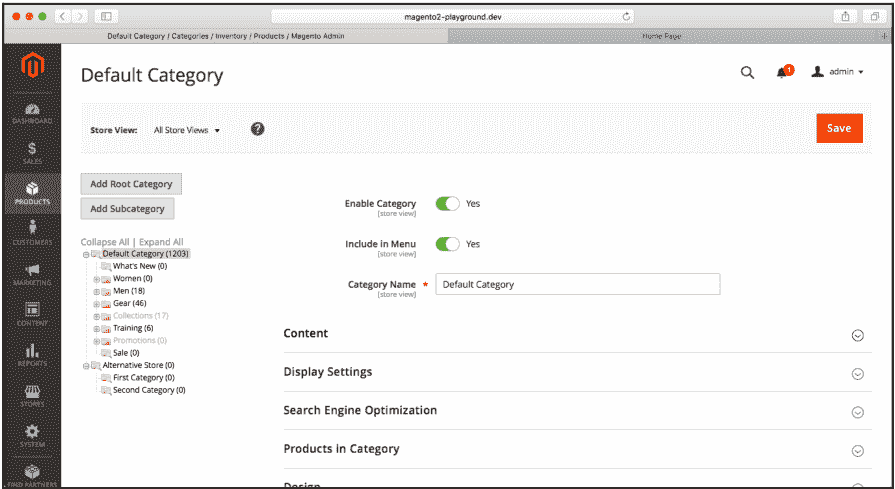 magento2-playground.dev
Default Category / Categories / Inventory / Products / Magento Admin
Home Page
Default Category
1
admin
Store View:
All Store Views
?
Save
DASHBOARD
$
SALES
PRODUCTS
CUSTOMERS
MARKETING
CONTENT
REPORTS
STORES
SYSTEM
FIND PARTNERS
Add Root Category
Add Subcategory
Collapse All | Expand All
Default Category (1203)
What's New (0)
Women (0)
Men (18)
Gear (46)
Collections (17)
Training (6)
Promotions (0)
Sale (0)
Alternative Store (0)
First Category (0)
Second Category (0)
Enable Category
[store view]
Yes
Include in Menu
[store view]
Yes
Category Name *
[store view]
Default Category
Content
Display Settings
Search Engine Optimization
Products in Category
Design